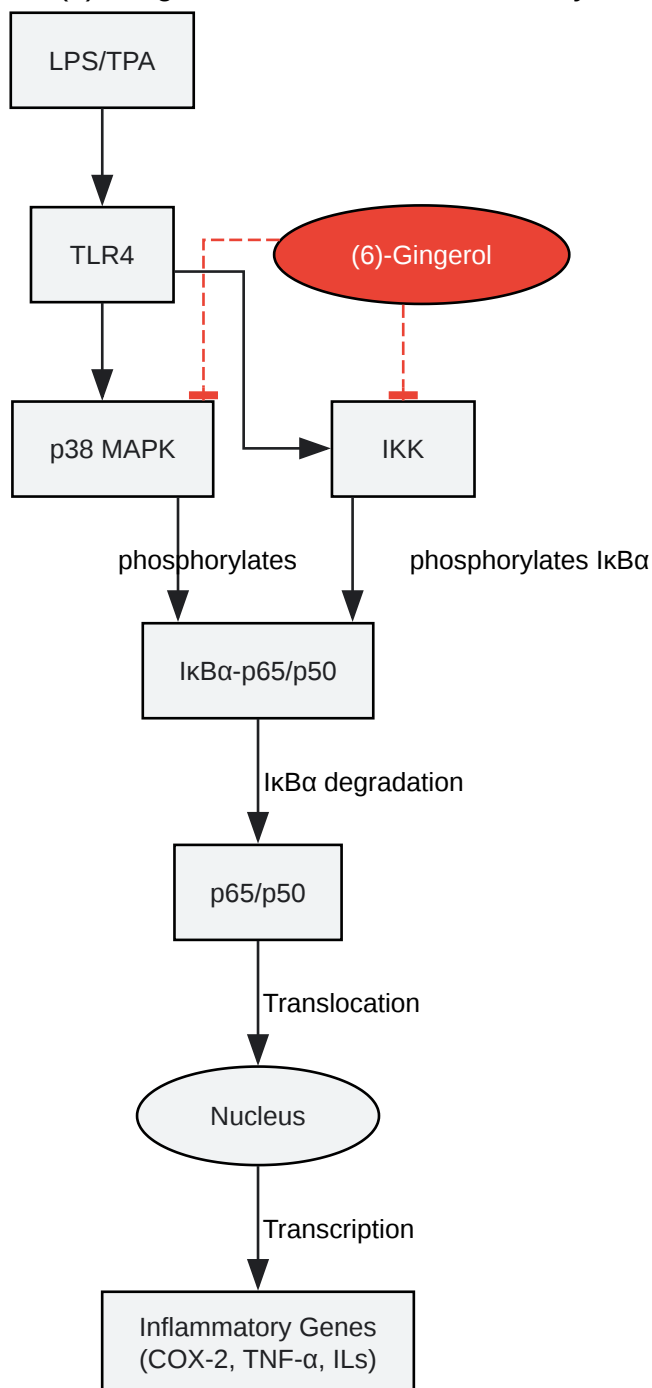 LPS/TPA
TLR4
(6)-Gingerol
p38 MAPK
IKK
phosphorylates
phosphorylates IκBα
IκBα-p65/p50
IκBα degradation
p65/p50
Translocation
Nucleus
Transcription
Inflammatory Genes
(COX-2, TNF-α, ILs)